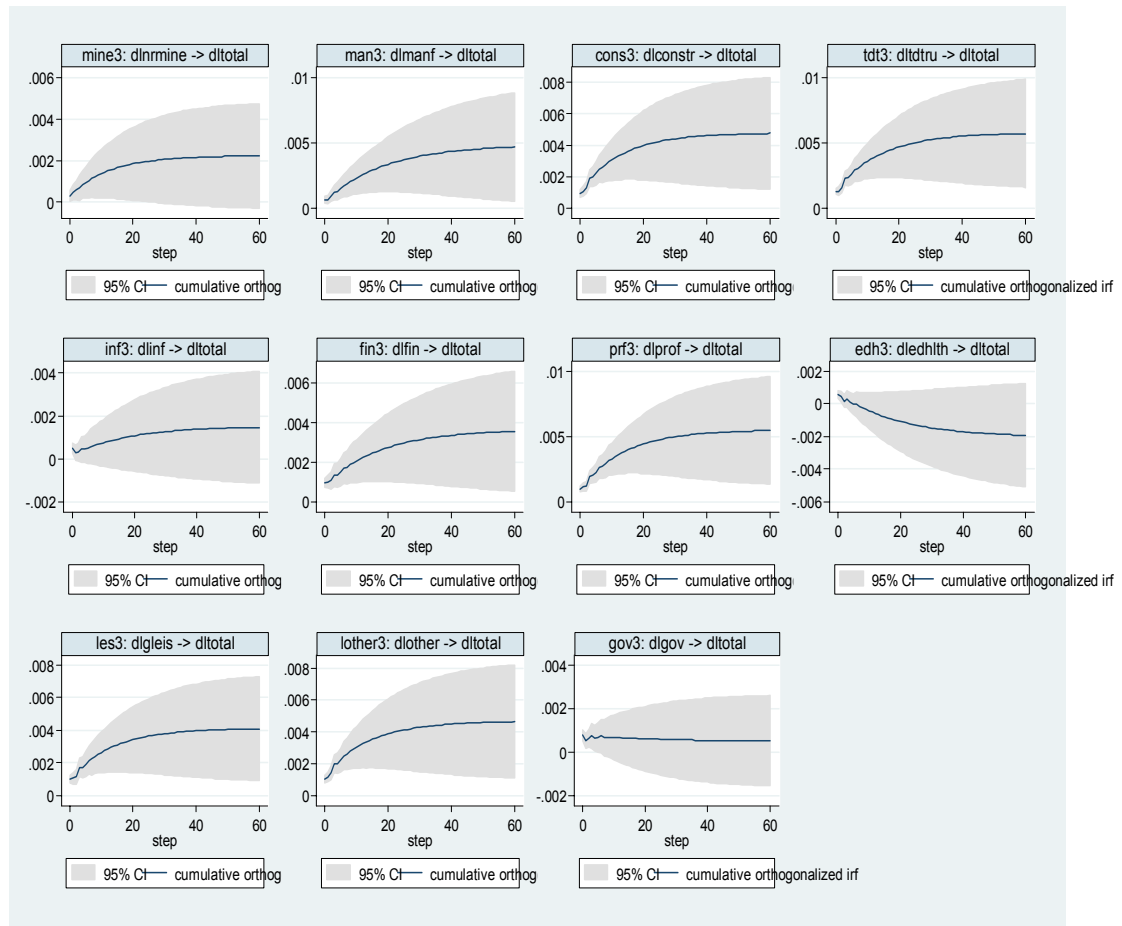 mine3: dlnrmine -> dltotal
.006
.004
.002
0
0 20 40 60
step
95% CI cumulative orthog
man3: dlmanf -> dltotal
.01
.005
0
0 20 40 60
step
95% CI cumulative orthog
cons3: dlconstr -> dltotal
.008
.006
.004
.002
0
0 20 40 60
step
95% CI cumulative orthog
tdt3: dltdtru -> dltotal
.01
.005
0
0 20 40 60
step
95% CI cumulative orthogonalized irf
inf3: dlinf -> dltotal
.004
.002
0
-.002
0 20 40 60
step
95% CI cumulative orthog
fin3: dlfin -> dltotal
.006
.004
.002
0
0 20 40 60
step
95% CI cumulative orthog
prf3: dlprof -> dltotal
.01
.005
0
0 20 40 60
step
95% CI cumulative orthog
edh3: dledhlth -> dltotal
.002
0
-.002
-.004
-.006
0 20 40 60
step
95% CI cumulative orthogonalized irf
les3: dlgleis -> dltotal
.008
.006
.004
.002
0
0 20 40 60
step
95% CI cumulative orthog
lother3: dlother -> dltotal
.008
.006
.004
.002
0
0 20 40 60
step
95% CI cumulative orthog
gov3: dlgov -> dltotal
.004
.002
0
-.002
0 20 40 60
step
95% CI cumulative orthogonalized irf